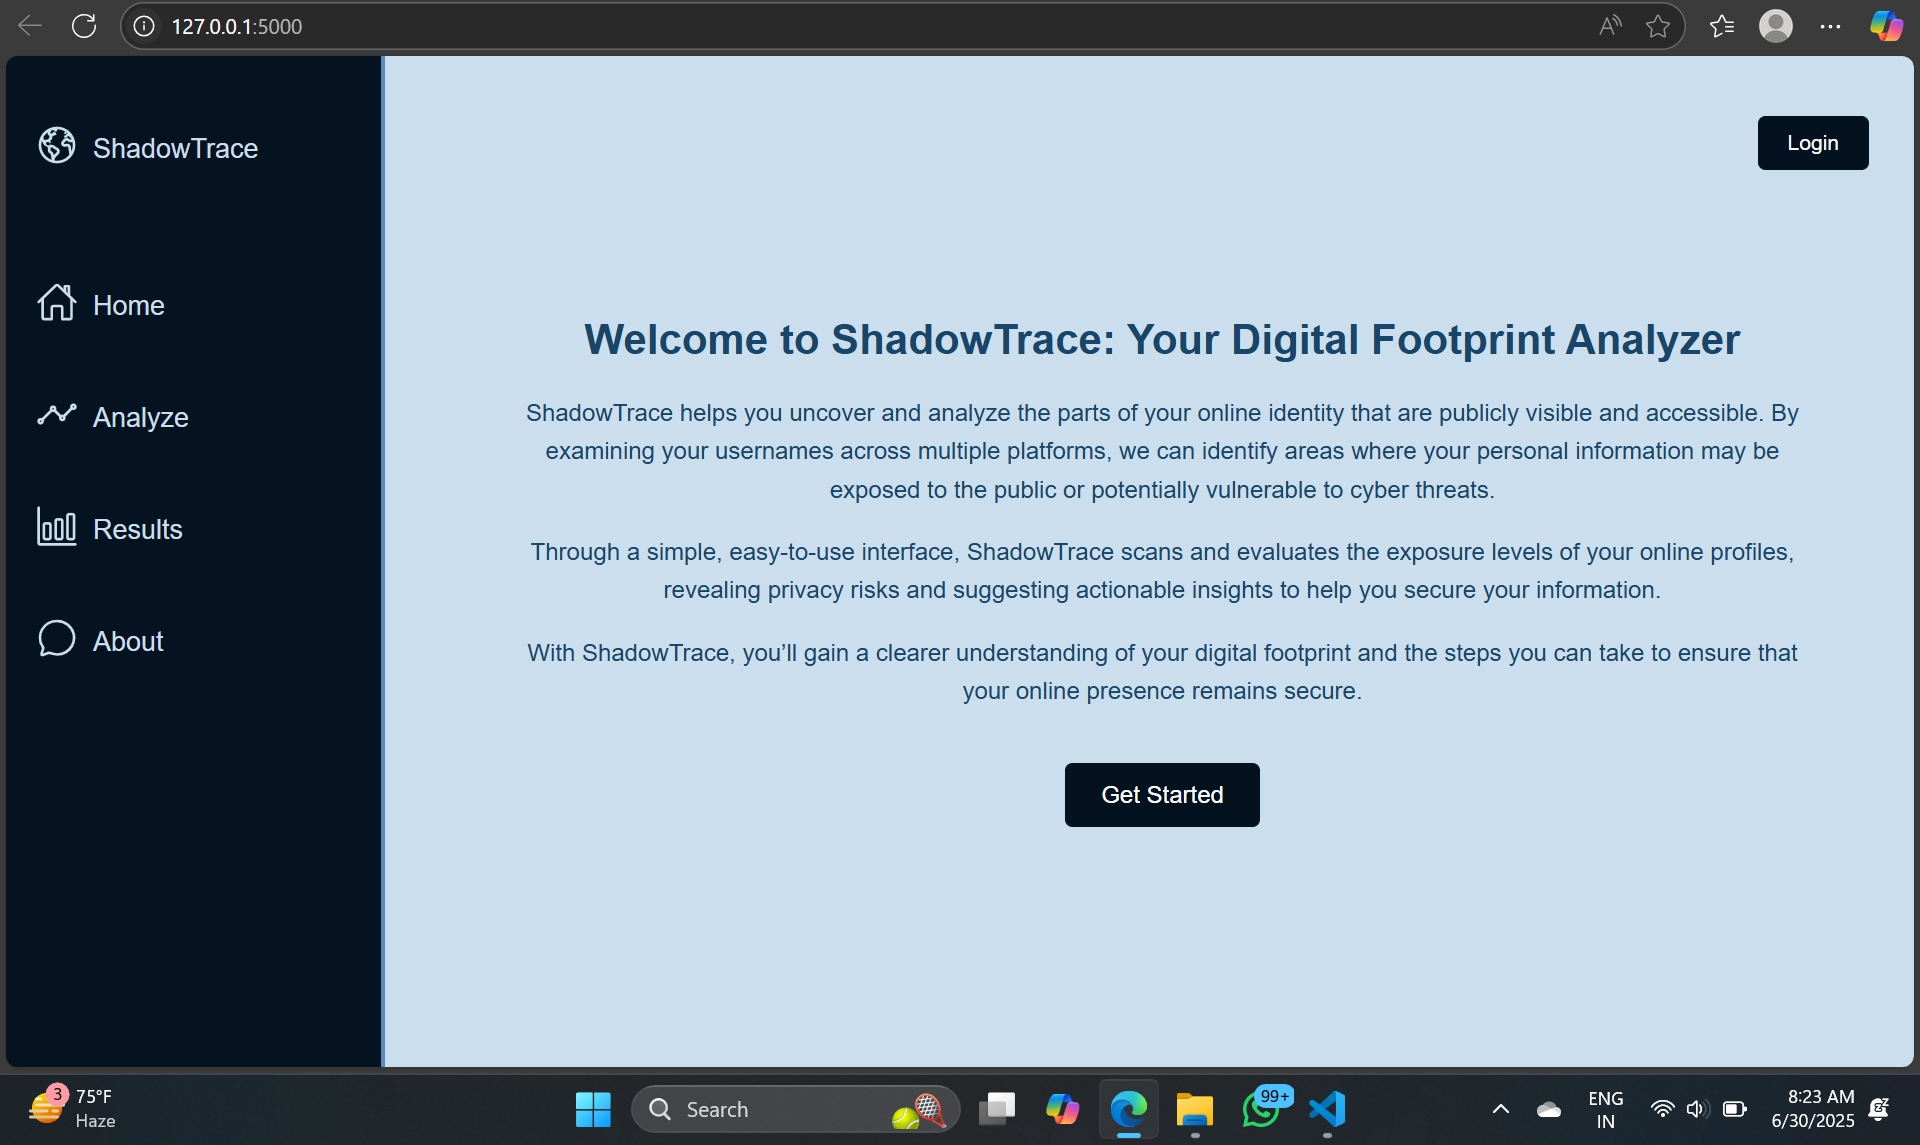 127.0.0.1:5000
ShadowTrace
Login
Home
Analyze
Results
About
Welcome to ShadowTrace: Your Digital Footprint Analyzer
ShadowTrace helps you uncover and analyze the parts of your online identity that are publicly visible and accessible. By
examining your usernames across multiple platforms, we can identify areas where your personal information may be
exposed to the public or potentially vulnerable to cyber threats.
Through a simple, easy-to-use interface, ShadowTrace scans and evaluates the exposure levels of your online profiles,
revealing privacy risks and suggesting actionable insights to help you secure your information.
With ShadowTrace, you’ll gain a clearer understanding of your digital footprint and the steps you can take to ensure that
your online presence remains secure.
Get Started
3
75°F
Haze
Search
99+
ENG
IN
8:23 AM
6/30/2025